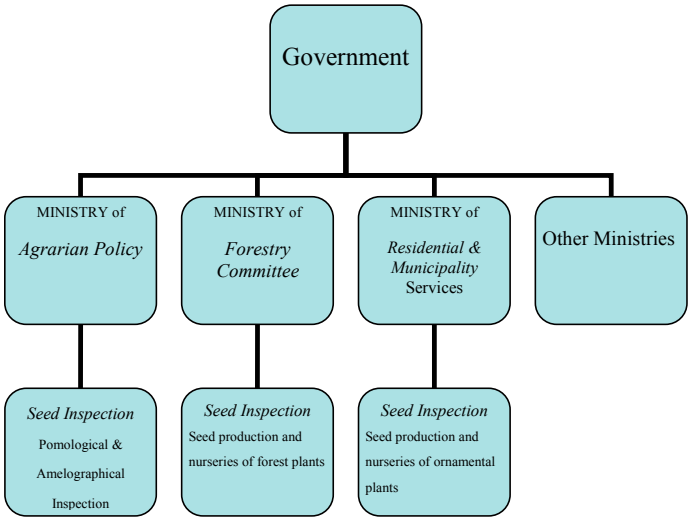 Government
MINISTRY of
Agrarian Policy
MINISTRY of
Forestry
Committee
MINISTRY of
Residential &
Municipality
Services
Other Ministries
Seed Inspection
Pomological &
Amelographical
Inspection
Seed Inspection
Seed production and
nurseries of forest plants
Seed Inspection
Seed production and
nurseries of ornamental
plants